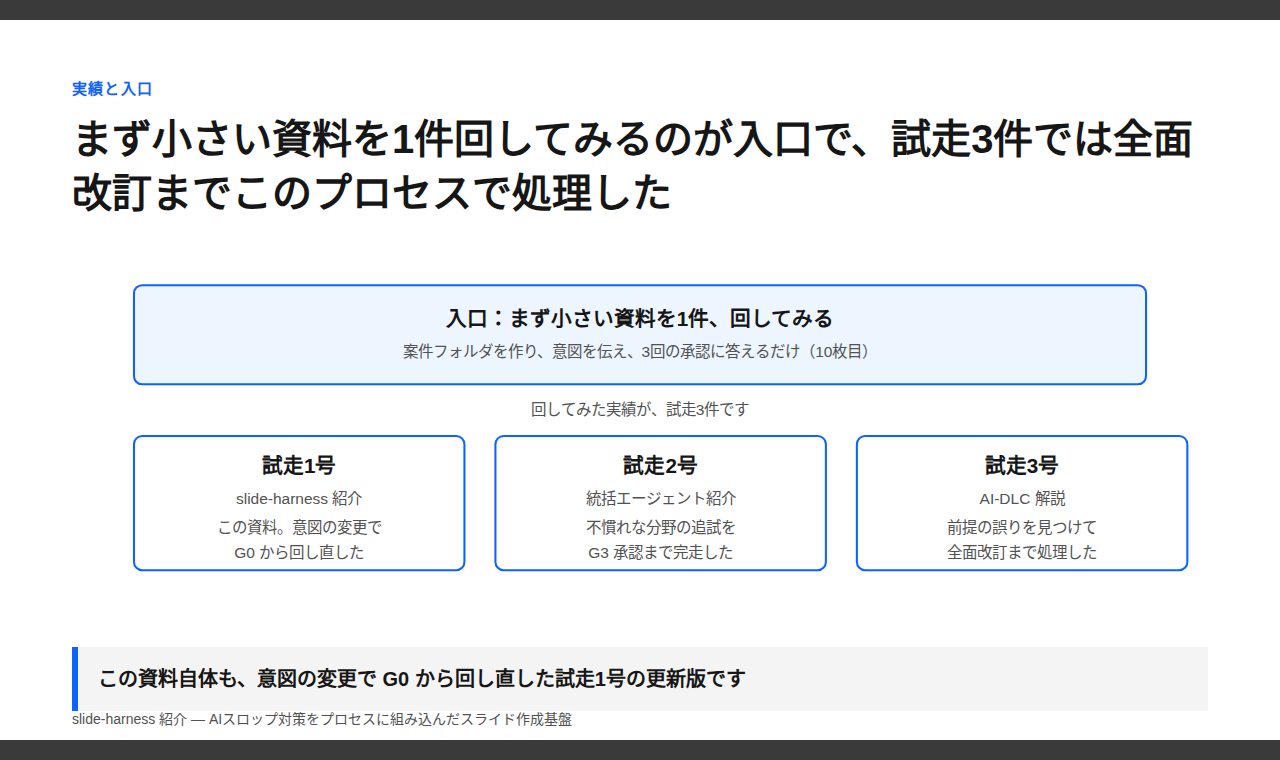 実績と入口
まず小さい資料を1件回してみるのが入口で、試走3件では全面
改訂までこのプロセスで処理した
入口：まず小さい資料を1件、回してみる
案件フォルダを作り、意図を伝え、3回の承認に答えるだけ（10枚目）
回してみた実績が、試走3件です
試走1号
slide-harness 紹介
この資料。意図の変更で
G0 から回し直した
試走2号
統括エージェント紹介
不慣れな分野の追試を
G3 承認まで完走した
試走3号
AI-DLC 解説
前提の誤りを見つけて
全面改訂まで処理した
この資料自体も、意図の変更で G0 から回し直した試走1号の更新版です
slide-harness 紹介 — AIスロップ対策をプロセスに組み込んだスライド作成基盤